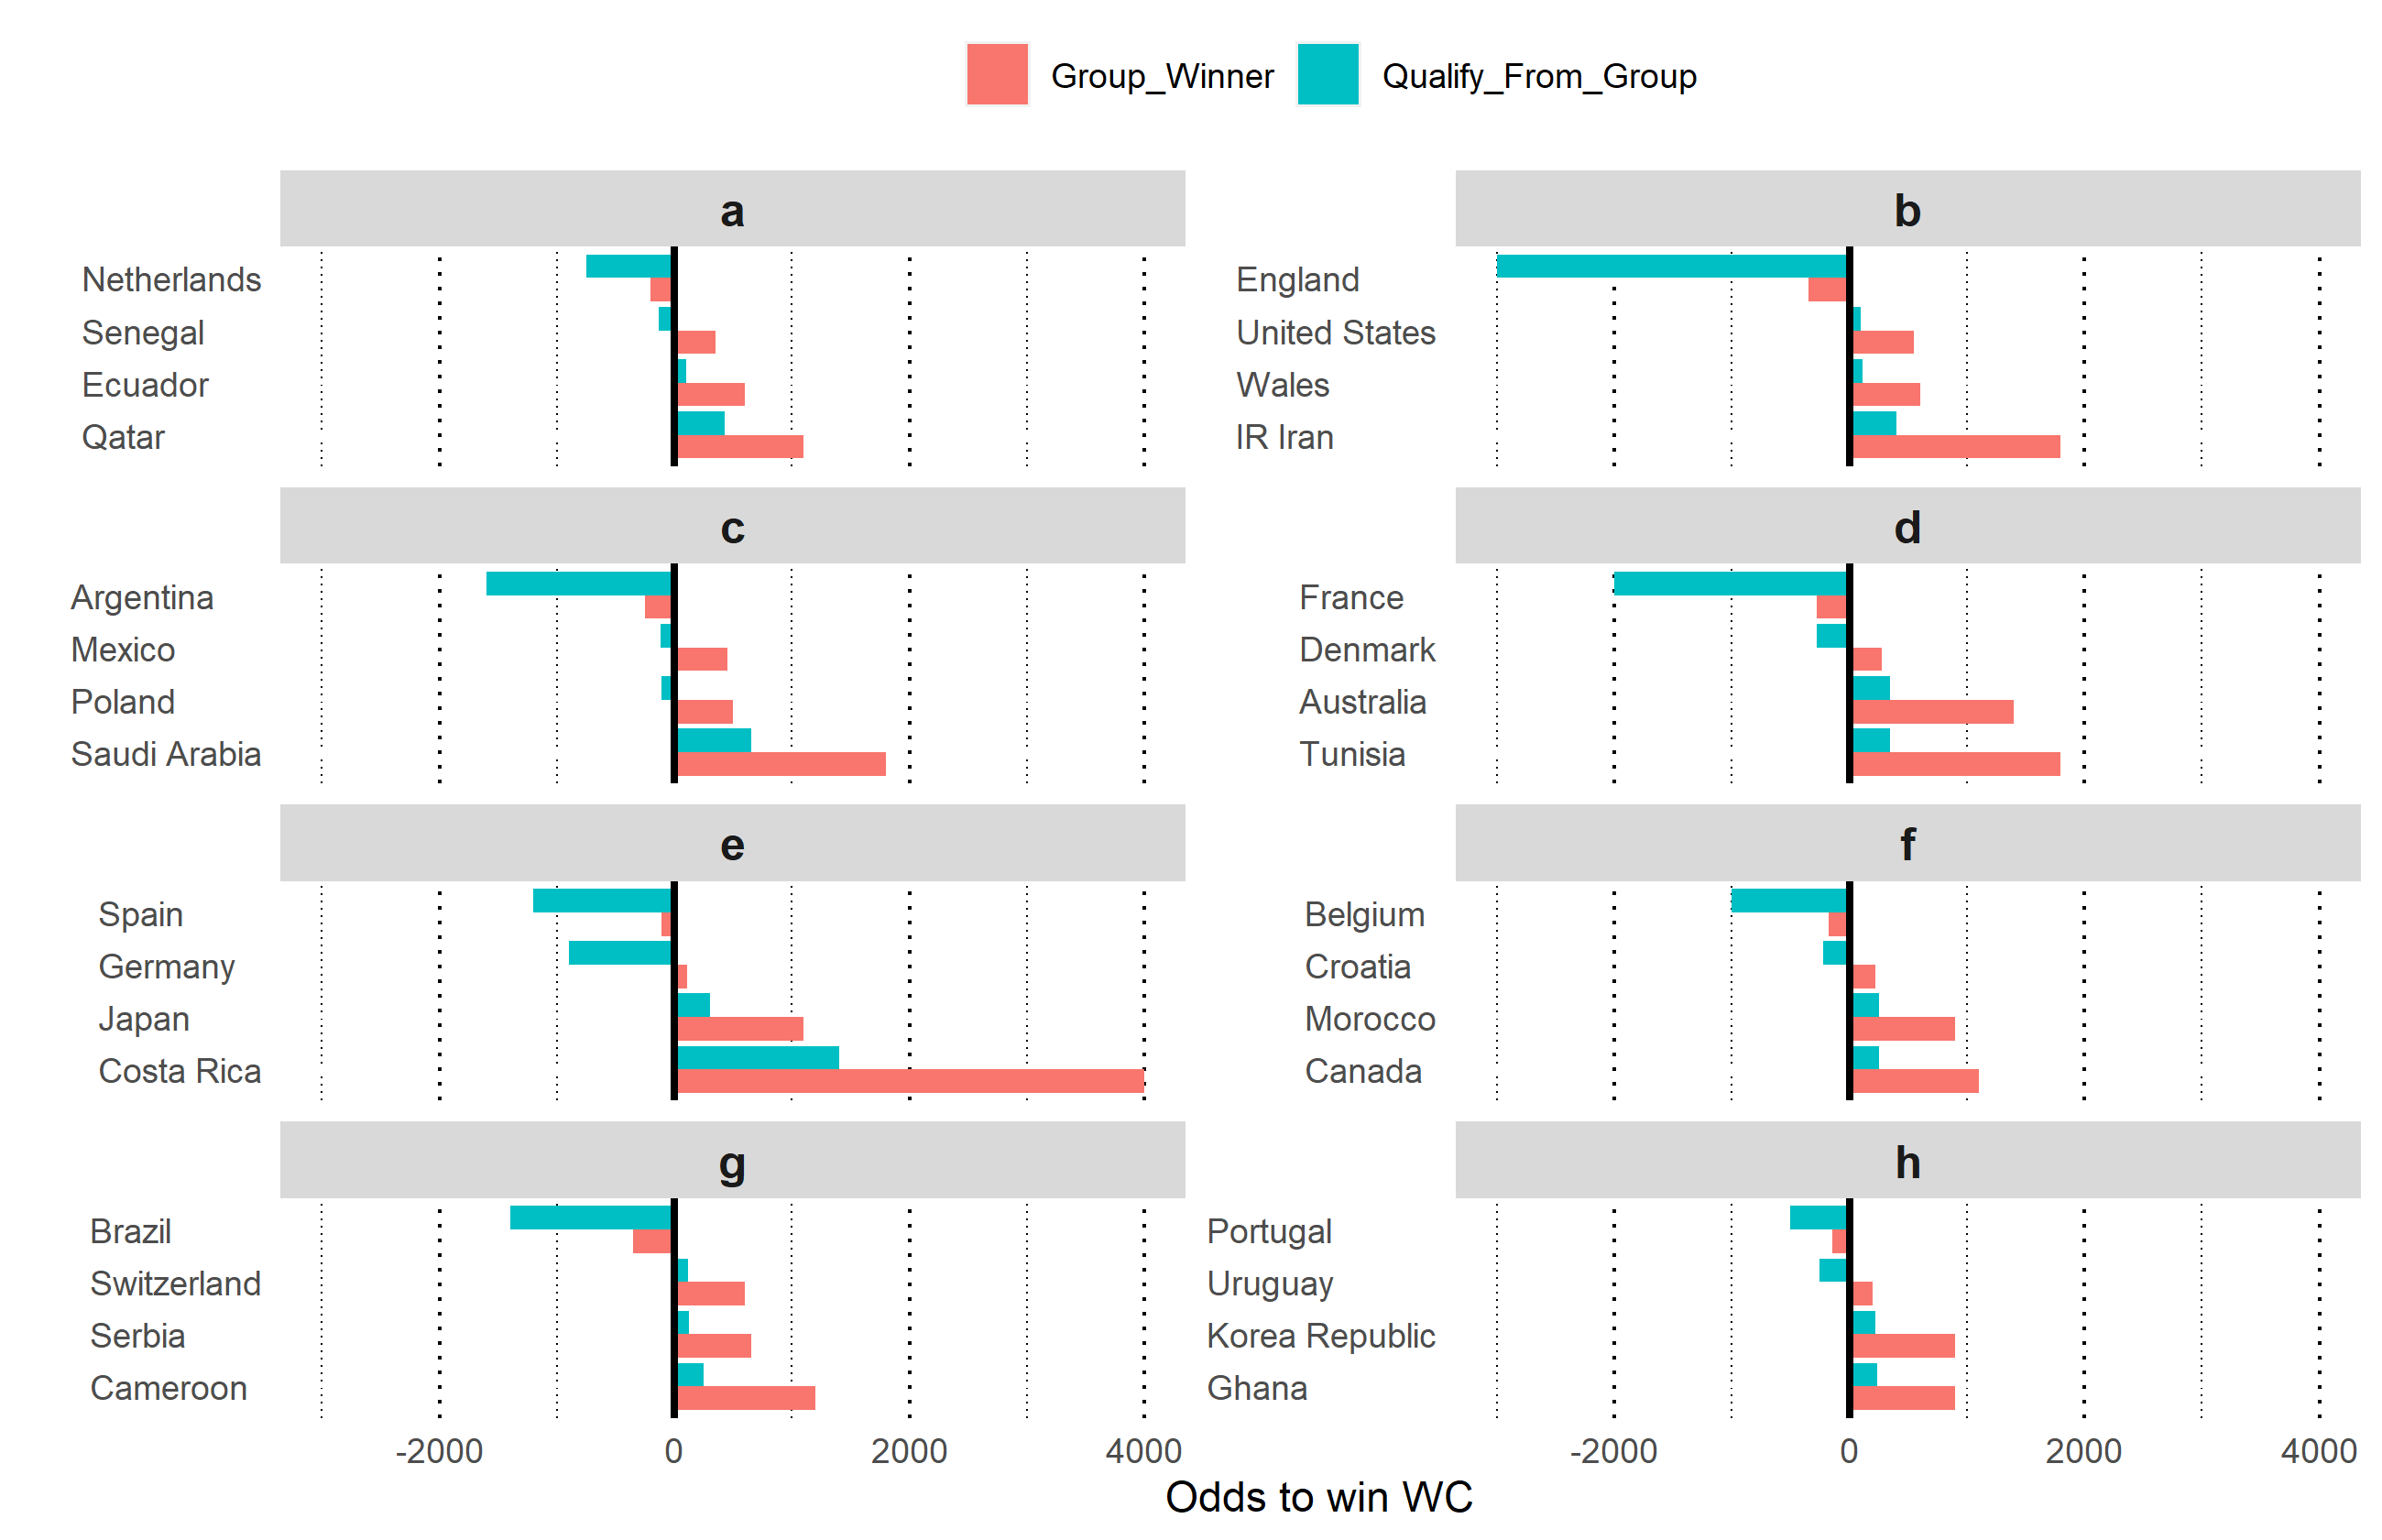 Group_Winner Qualify_From_Group
a
Netherlands
Senegal
Ecuador
Qatar
b
England
United States
Wales
IR Iran
c
Argentina
Mexico
Poland
Saudi Arabia
d
France
Denmark
Australia
Tunisia
e
Spain
Germany
Japan
Costa Rica
f
Belgium
Croatia
Morocco
Canada
g
Brazil
Switzerland
Serbia
Cameroon
h
Portugal
Uruguay
Korea Republic
Ghana
-2000 0 2000 4000
-2000 0 2000 4000
Odds to win WC